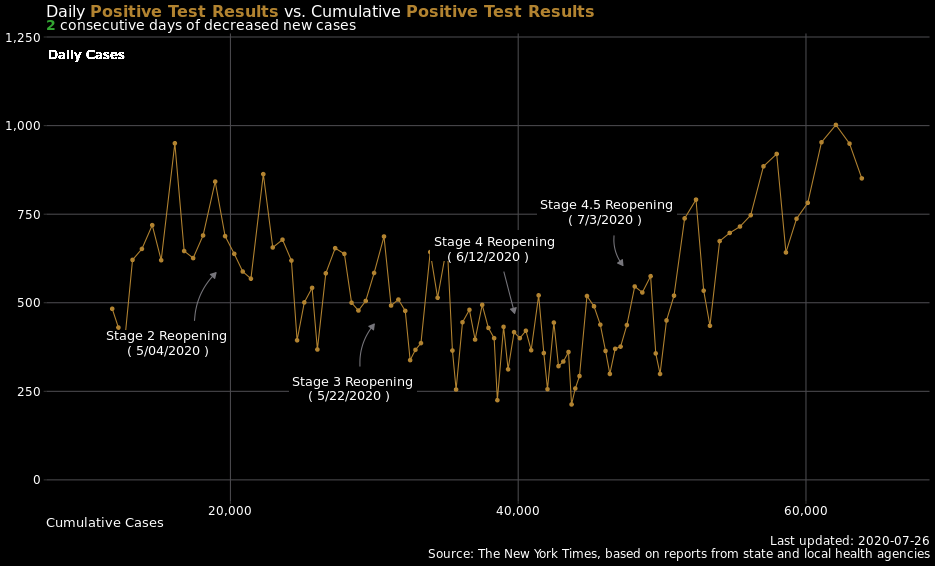 Daily Positive Test Results vs. Cumulative Positive Test Results
2 consecutive days of decreased new cases
1,250
Daily Cases
1,000
750
Stage 4.5 Reopening
( 7/3/2020 )
Stage 4 Reopening
( 6/12/2020 )
500
Stage 2 Reopening
( 5/04/2020 )
Stage 3 Reopening
( 5/22/2020 )
250
0
20,000
40,000
60,000
Cumulative Cases
Last updated: 2020-07-26
Source: The New York Times, based on reports from state and local health agencies